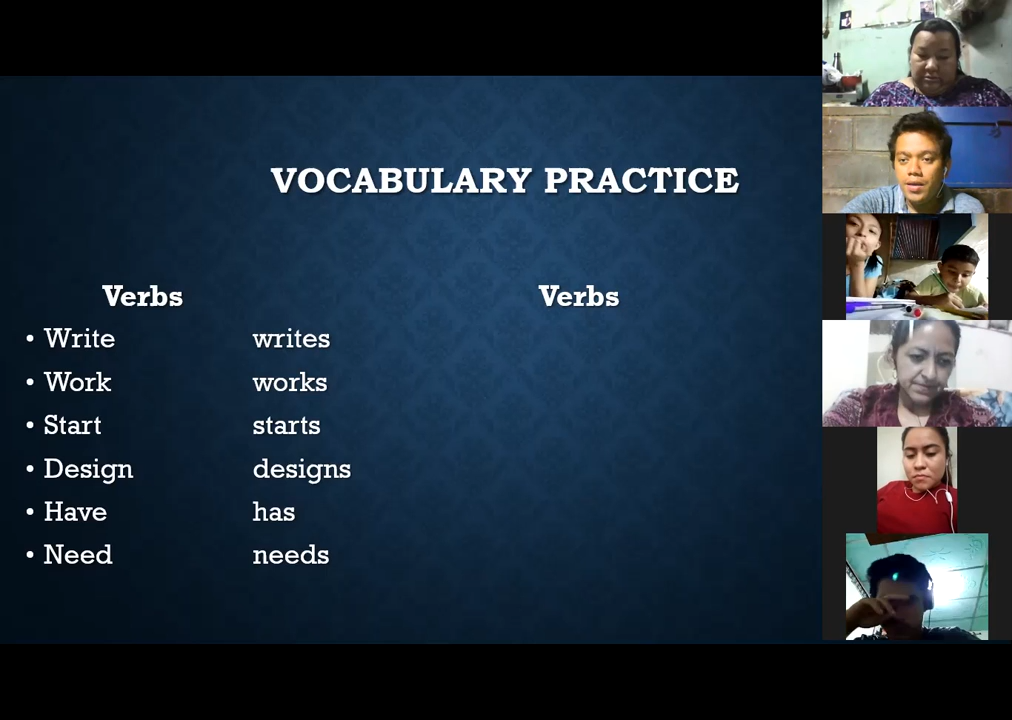 VOCABULARY PRACTICE
Verbs Verbs
• Write writes
• Work works
• Start starts
• Design designs
• Have has
• Need needs